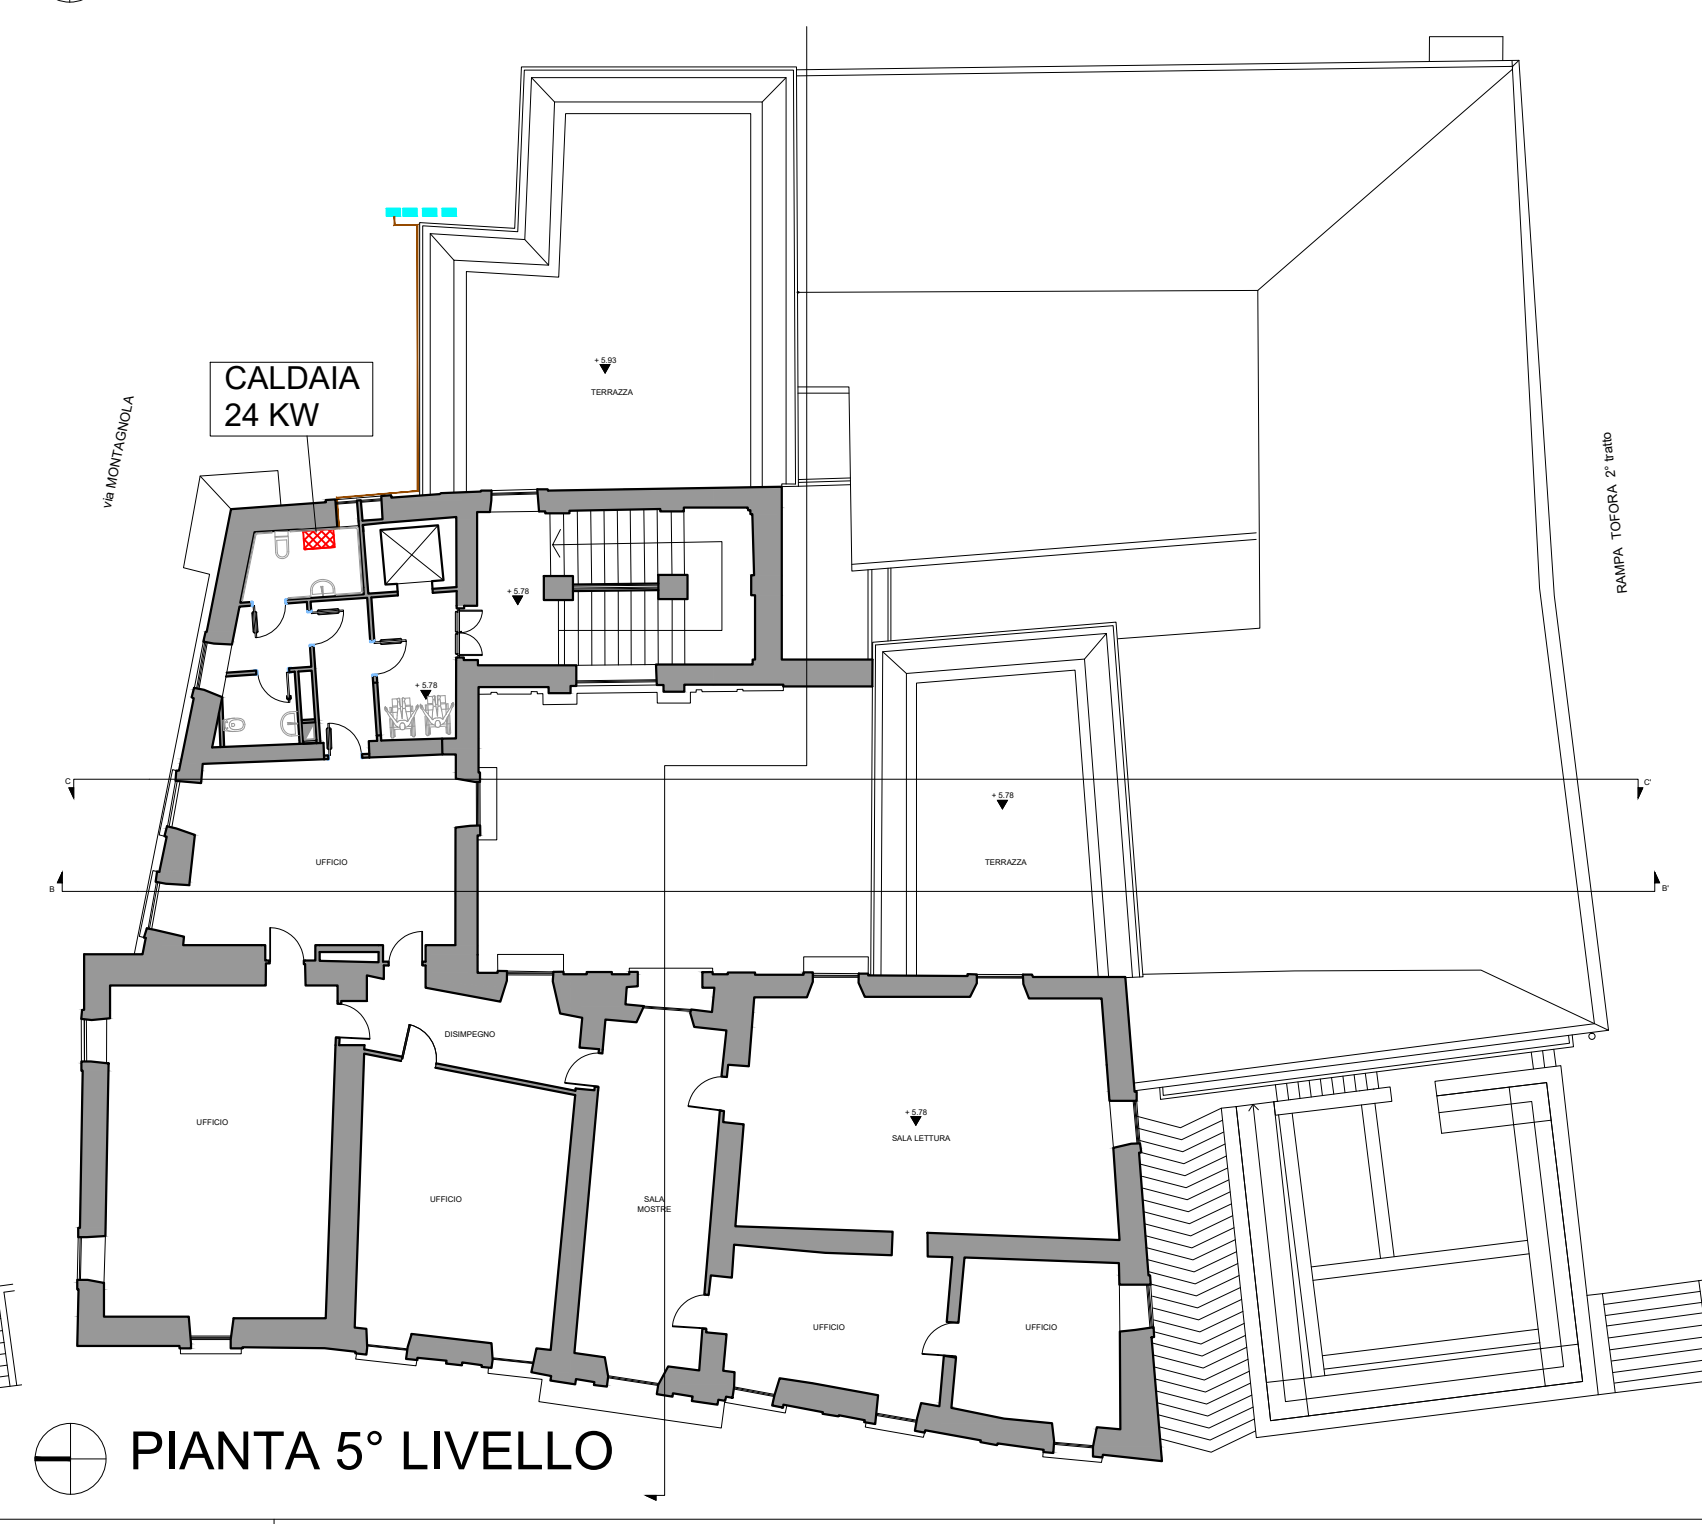 + 5.93
TERRAZZA
CALDAIA
24 KW
via MONTAGNOLA
RAMPA TOFORA 2° tratto
+ 5.78
+ 5.78
C
C'
+ 5.78
UFFICIO
TERRAZZA
B
B'
DISIMPEGNO
UFFICIO
+ 5.78
SALA LETTURA
UFFICIO
SALA
MOSTRE
UFFICIO
UFFICIO
PIANTA 5° LIVELLO